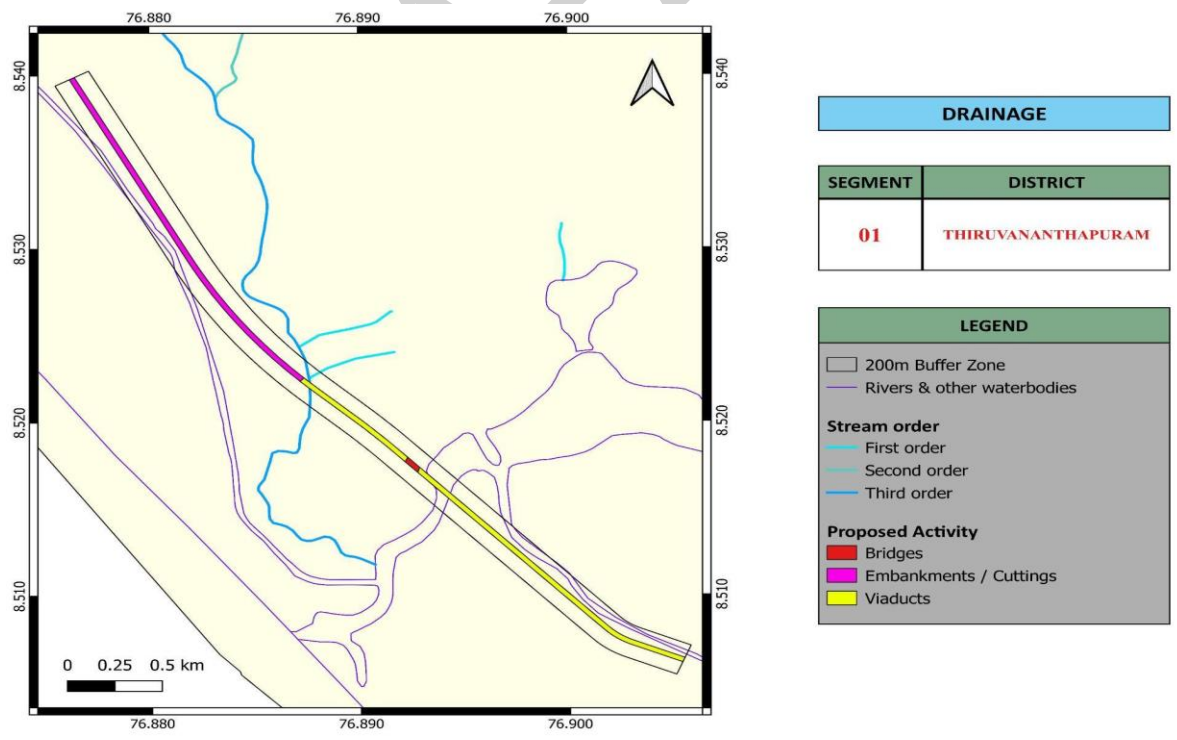 76.880 76.890 76.900
8.540 8.540
8.530 8.530
8.520 8.520
8.510 8.510
0 0.25 0.5 km
76.880 76.890 76.900
DRAINAGE
SEGMENT DISTRICT
01 THIRUVANANTHAPURAM
LEGEND
200m Buffer Zone
Rivers & other waterbodies
Stream order
First order
Second order
Third order
Proposed Activity
Bridges
Embankments / Cuttings
Viaducts